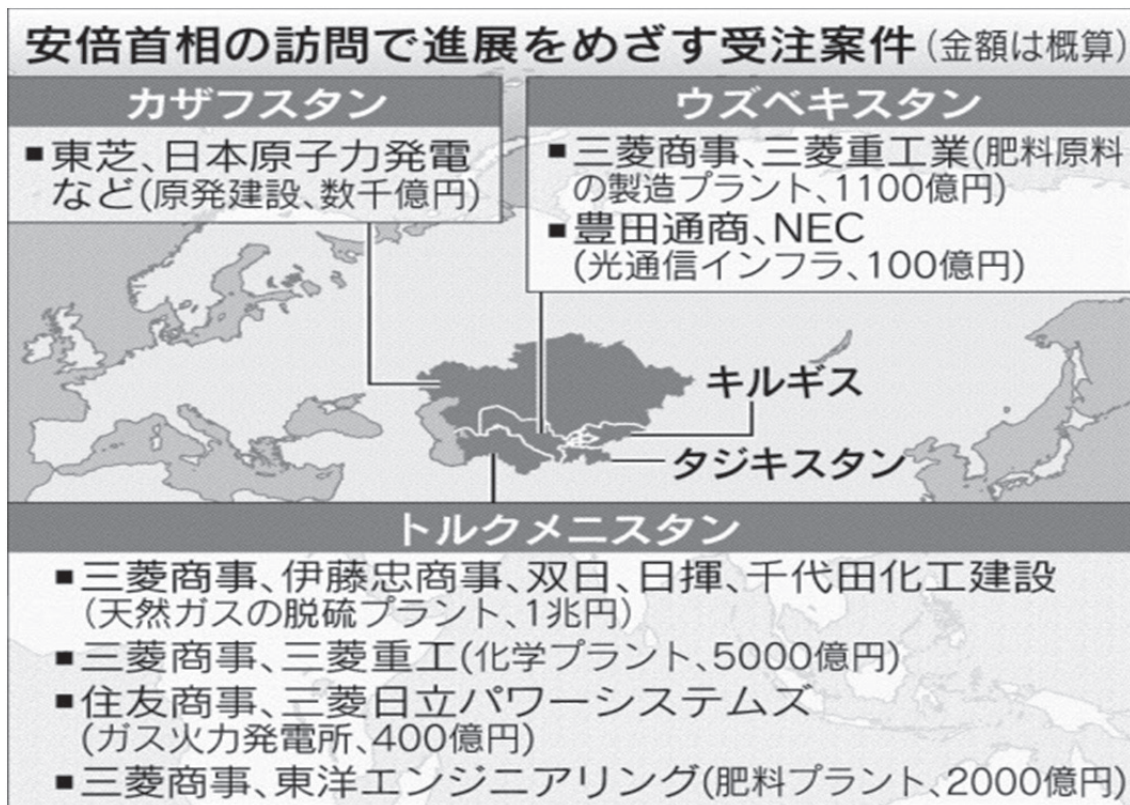 安倍首相の訪問で進展をめざす受注案件(金額は概算)
カザフスタン
■東芝、日本原子力発電
など(原発建設、数千億円)
ウズベキスタン
■三菱商事、三菱重工業(肥料原料
の製造プラント、1100億円)
■豊田通商、NEC
(光通信インフラ、100億円)
キルギス
タジキスタン
トルクメニスタン
■三菱商事、伊藤忠商事、双日、日揮、千代田化工建設
(天然ガスの脱硫プラント、1兆円)
■三菱商事、三菱重工(化学プラント、5000億円)
■住友商事、三菱日立パワーシステムズ
(ガス火力発電所、400億円)
■三菱商事、東洋エンジニアリング(肥料プラント、2000億円)